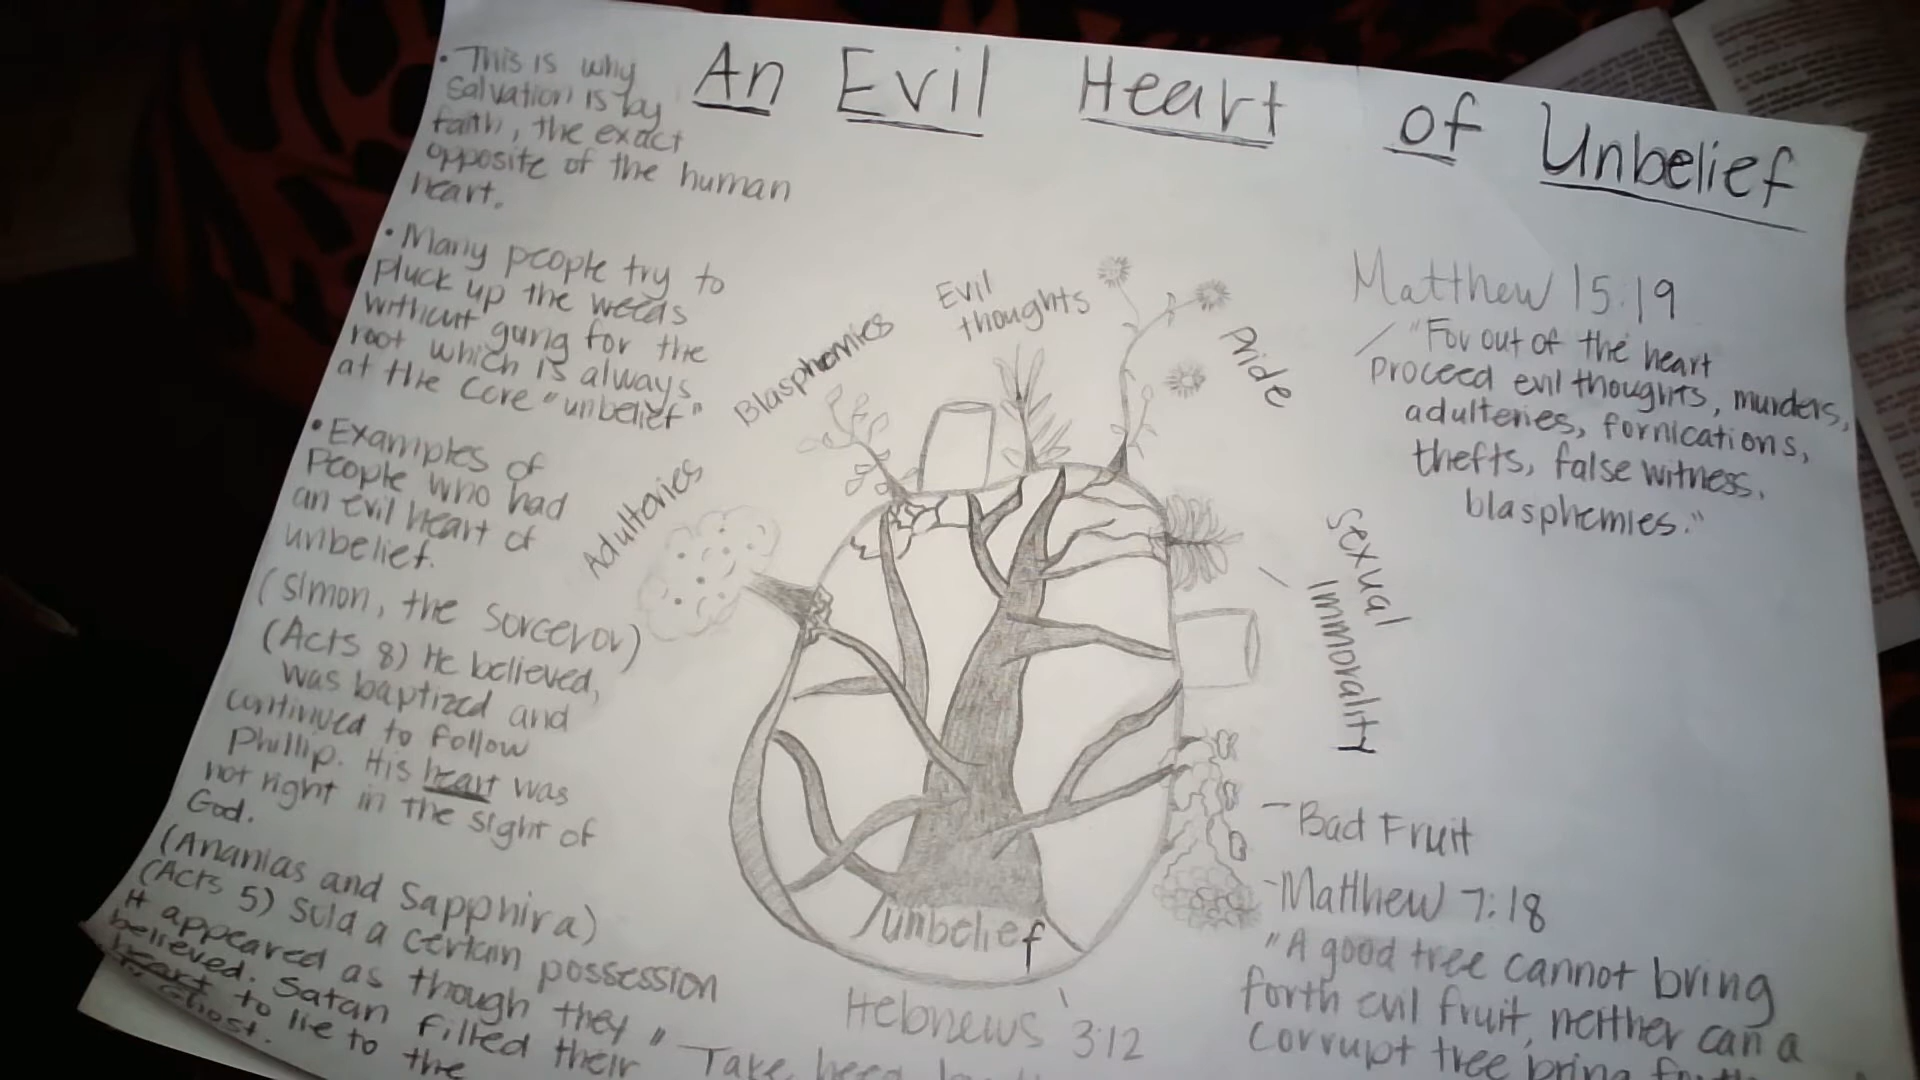 An Evil Heart of Unbelief
• This is why
Salvation is by
faith, the exact
opposite of the human
heart.
• Many people try to
pluck up the weeds
without gung for the
root which is always
at the core "unbelief"
• Examples of
People who had
an evil heart of
unbelief.
(Simon, the Sorceror)
(Acts 8) He believed,
was baptized and
continued to follow
Phillip. His heart was
not right in the sight of
God.
(Ananias and Sapphira)
(Acts 5) Sold a certain possession
It appeared as though they
believed. Satan filled their
heart to lie to the
Ghost.
Adulteries
Blasphemies
Evil
thoughts
Pride
Sexual
Immorality
unbelief
Hebnews 3:12
"Take heed
Matthew 15:19
"For out of the heart
proceed evil thoughts, murders,
adulteries, fornications,
thefts, false witness,
blasphemies."
- Bad Fruit
- Matthew 7:18
"A good tree cannot bring
forth evil fruit, neither can a
corrupt tree bring